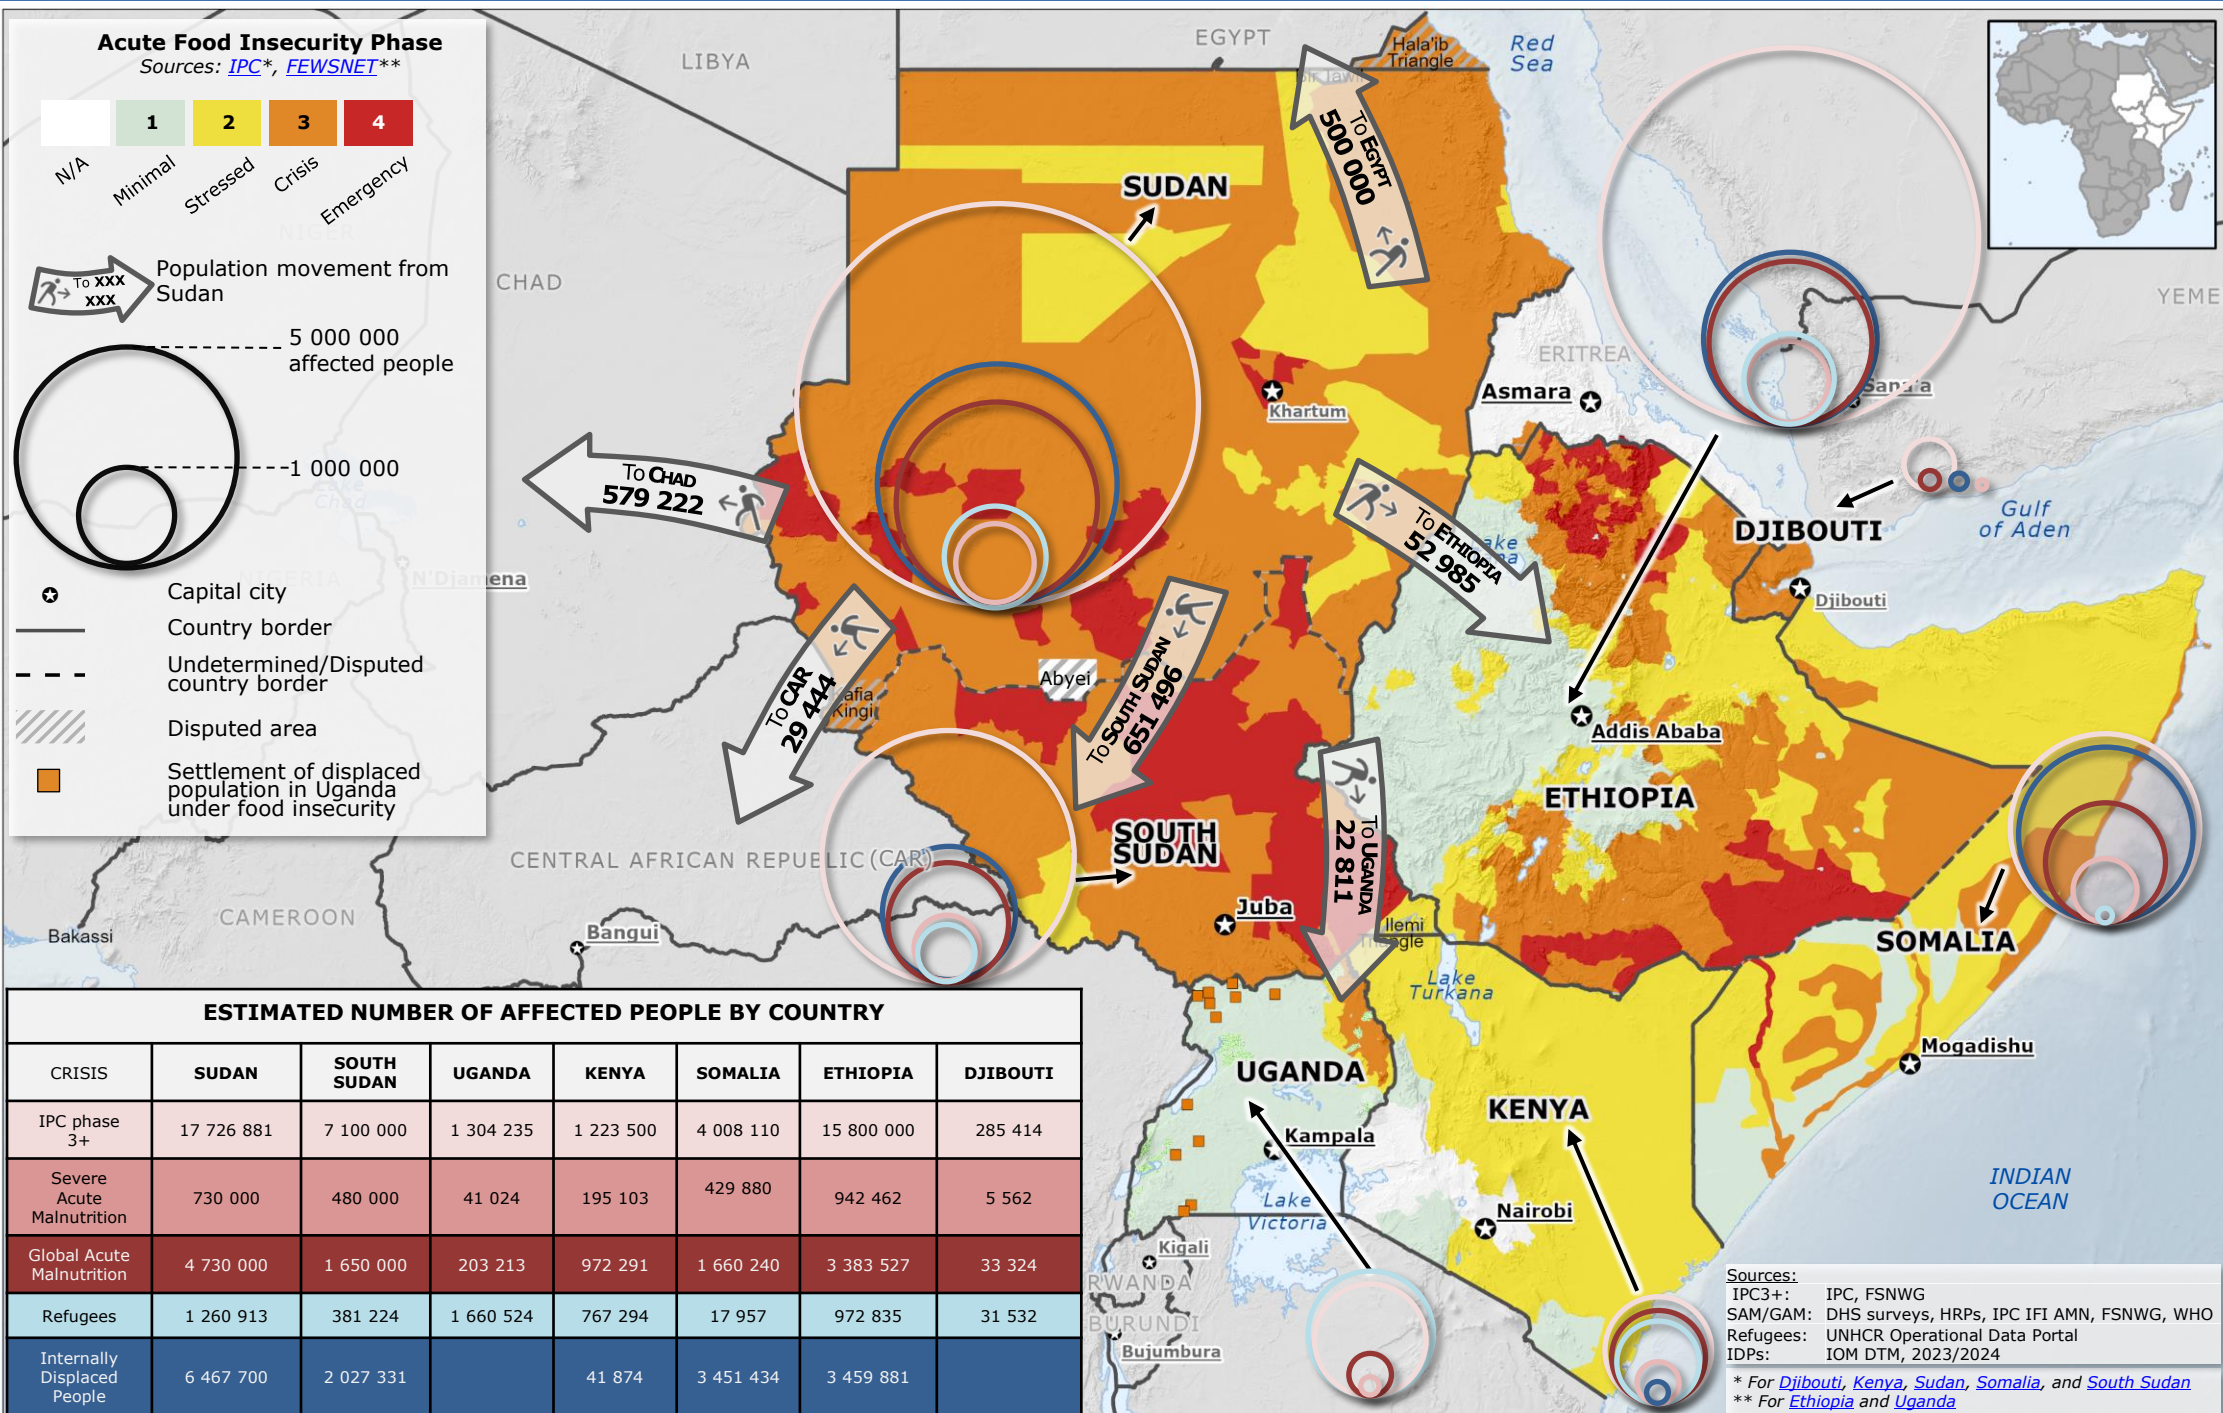 Acute Food Insecurity Phase
Sources: IPC*, FEWSNET**
1
2
3
4
N/A
Minimal
Stressed
Crisis
Emergency
NIGER
To xxx
xxx
Population movement from
Sudan
5 000 000
affected people
1 000 000
Lake
Chad
NIGERIA
Capital city
Country border
Undetermined/Disputed
country border
Disputed area
Settlement of displaced
population in Uganda
under food insecurity
LIBYA
EGYPT
Hala'ib
Triangle
Bir Tawil
Red
Sea
CHAD
SUDAN
To EGYPT
500 000
YEME
ERITREA
Asmara
Sana'a
Khartum
To CHAD
579 222
N'Djamena
To ETHIOPIA
52 985
DJIBOUTI
Djibouti
Gulf
of Aden
To CAR
29 444
Kafia
Kingi
Abyei
To SOUTH SUDAN
651 496
Addis Ababa
ETHIOPIA
To UGANDA
22 811
SOUTH
SUDAN
CENTRAL AFRICAN REPUBLIC (CAR)
CAMEROON
Bakassi
Bangui
Juba
Ilemi
Triangle
Lake
Turkana
SOMALIA
Mogadishu
UGANDA
KENYA
Kampala
Lake
Victoria
Nairobi
INDIAN
OCEAN
Kigali
RWANDA
BURUNDI
Bujumbura
ESTIMATED NUMBER OF AFFECTED PEOPLE BY COUNTRY
CRISIS SUDAN SOUTH SUDAN UGANDA KENYA SOMALIA ETHIOPIA DJIBOUTI
IPC phase 3+ 17 726 881 7 100 000 1 304 235 1 223 500 4 008 110 15 800 000 285 414
Severe Acute Malnutrition 730 000 480 000 41 024 195 103 429 880 942 462 5 562
Global Acute Malnutrition 4 730 000 1 650 000 203 213 972 291 1 660 240 3 383 527 33 324
Refugees 1 260 913 381 224 1 660 524 767 294 17 957 972 835 31 532
Internally Displaced People 6 467 700 2 027 331 41 874 3 451 434 3 459 881
Sources:
IPC3+: IPC, FSNWG
SAM/GAM: DHS surveys, HRPs, IPC IFI AMN, FSNWG, WHO
Refugees: UNHCR Operational Data Portal
IDPs: IOM DTM, 2023/2024
* For Djibouti, Kenya, Sudan, Somalia, and South Sudan
** For Ethiopia and Uganda